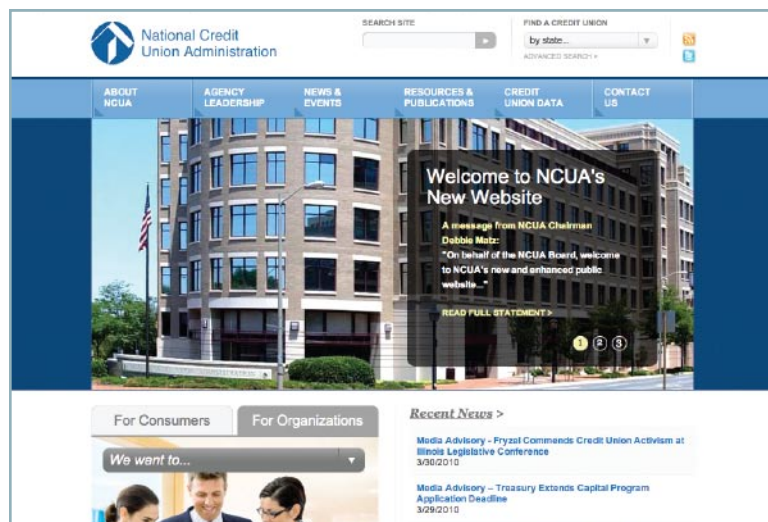 National Credit
Union Administration
SEARCH SITE
FIND A CREDIT UNION
by state...
ADVANCED SEARCH »
ABOUT
NCUA
AGENCY
LEADERSHIP
NEWS &
EVENTS
RESOURCES &
PUBLICATIONS
CREDIT
UNION DATA
CONTACT
US
Welcome to NCUA's
New Website
A message from NCUA Chairman
Debbie Matz:
"On behalf of the NCUA Board, welcome
to NCUA's new and enhanced public
website..."
READ FULL STATEMENT >
1 2 3
For Consumers
For Organizations
We want to...
Recent News >
Media Advisory - Fryzel Commends Credit Union Activism at
Illinois Legislative Conference
3/30/2010
Media Advisory – Treasury Extends Capital Program
Application Deadline
3/29/2010